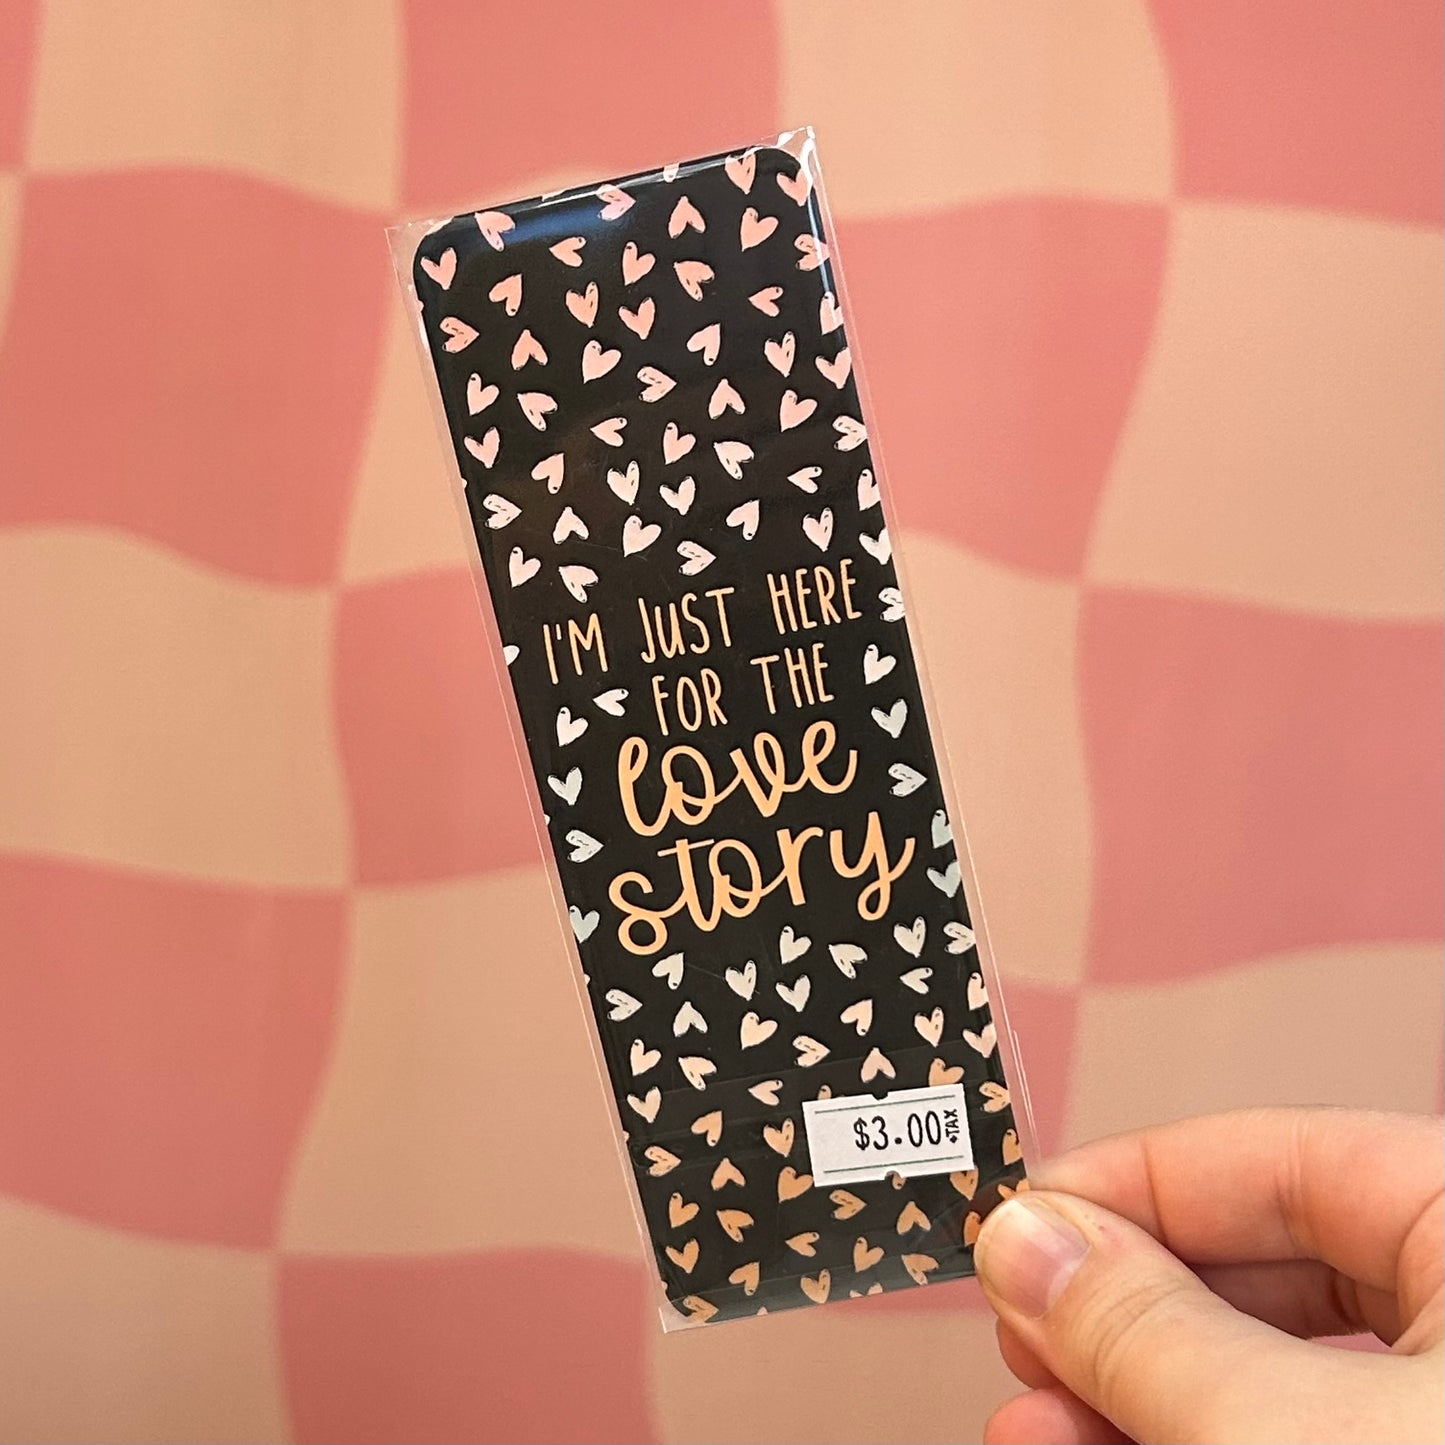 I'M JUST HERE
FOR THE
love
story
$3.00 +TAX